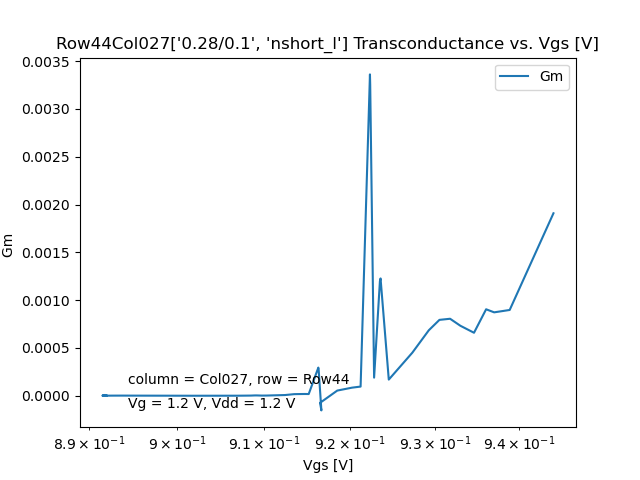 Row44Col027['0.28/0.1', 'nshort_l'] Transconductance vs. Vgs [V]
0.0035
0.0030
0.0025
0.0020
0.0015
0.0010
0.0005
0.0000
Gm
Gm
column = Col027, row = Row44
Vg = 1.2 V, Vdd = 1.2 V
8.9 × 10⁻¹ 9 × 10⁻¹ 9.1 × 10⁻¹ 9.2 × 10⁻¹ 9.3 × 10⁻¹ 9.4 × 10⁻¹
Vgs [V]